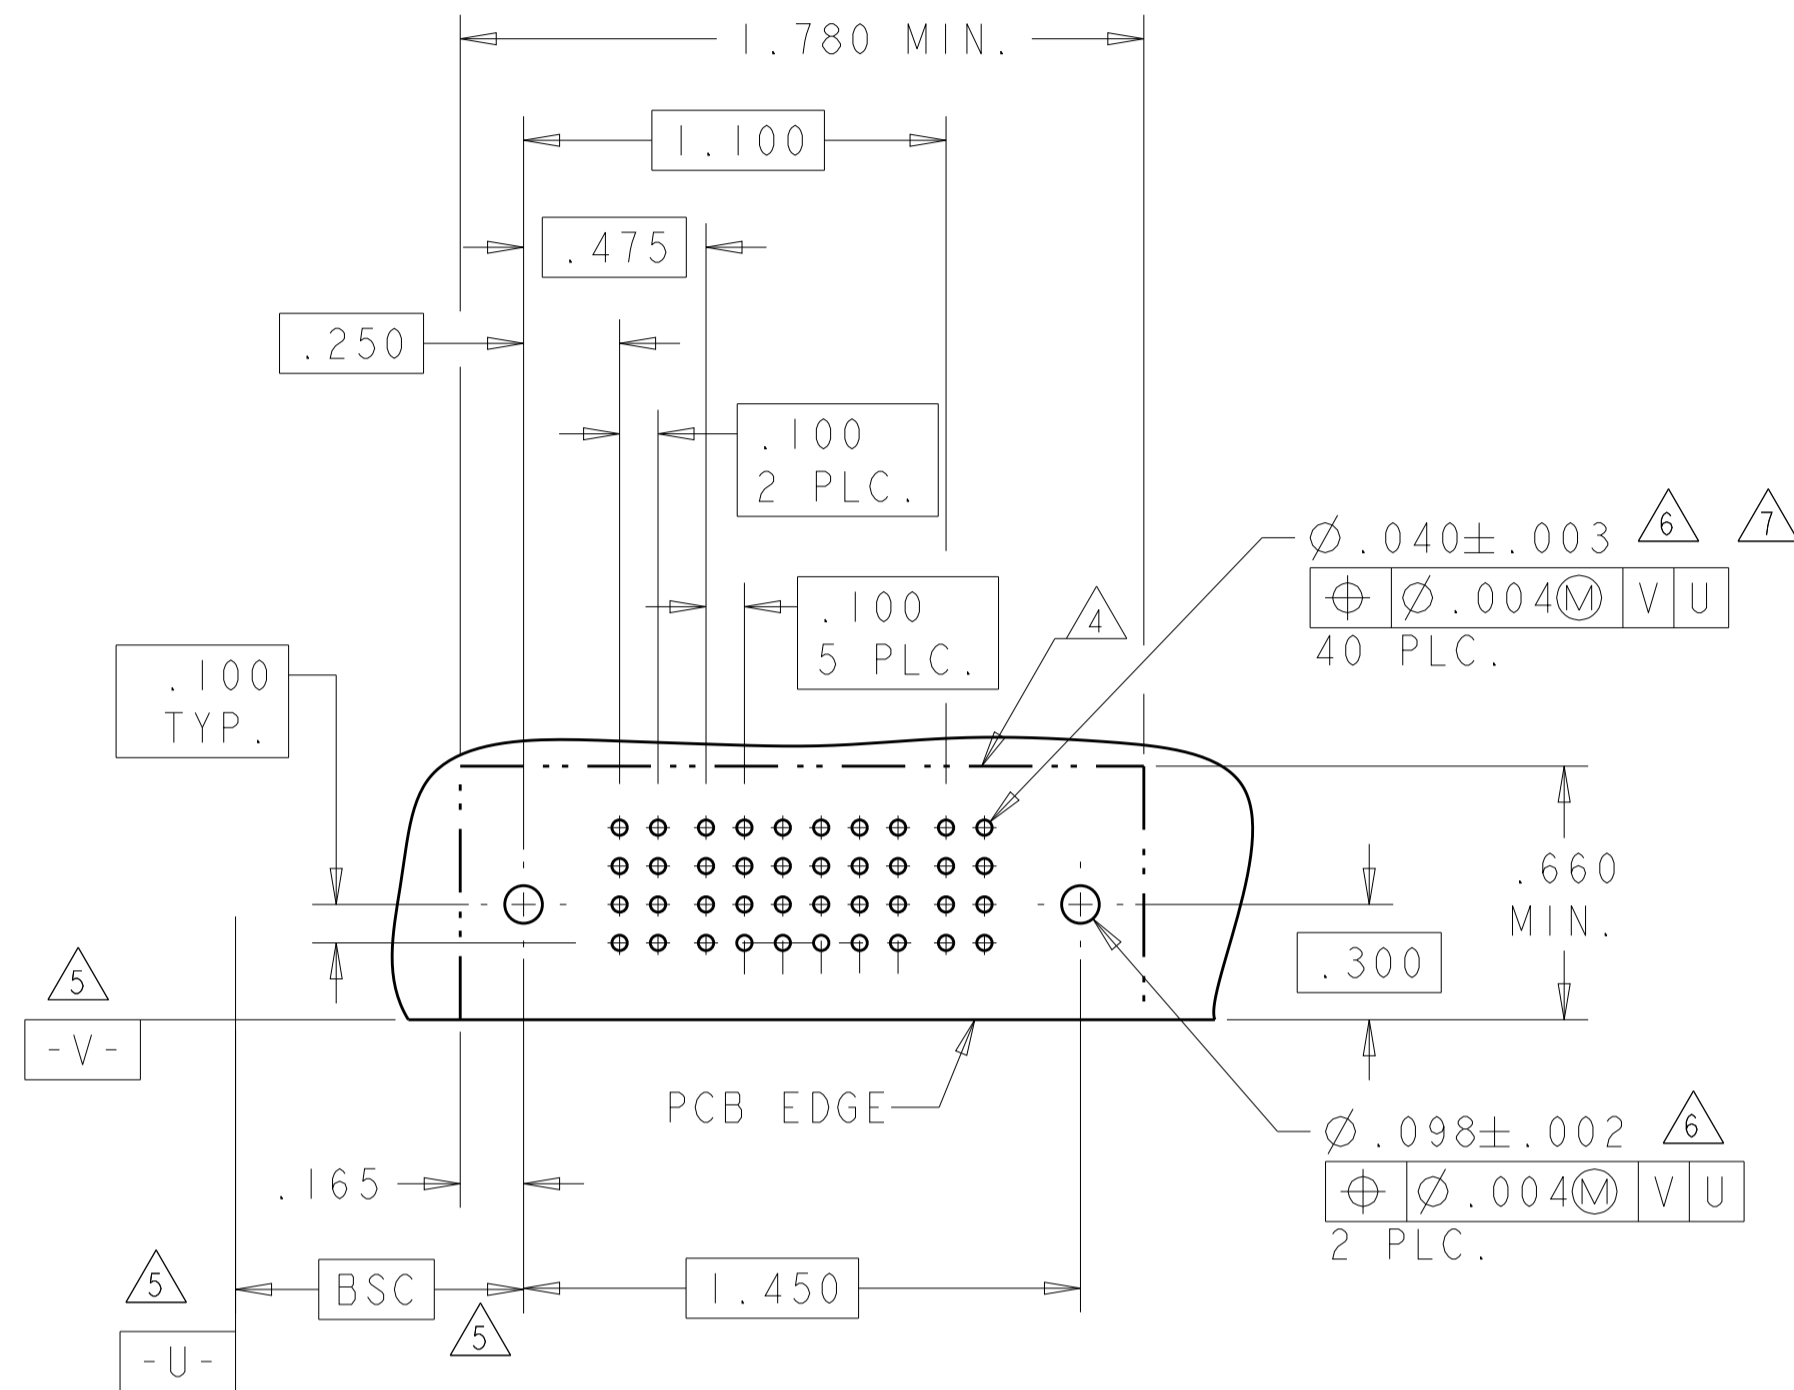 1.780 MIN.
1.100
.475
.250
.100
2 PLC.
Ø.040±.003 6 7
⌖ Ø.004Ⓜ V U
40 PLC.
.100
5 PLC.
4
.100
TYP.
.660
MIN.
.300
5
-V-
PCB EDGE
Ø.098±.002 6
⌖ Ø.004Ⓜ V U
2 PLC.
.165
5
BSC
1.450
5
-U-